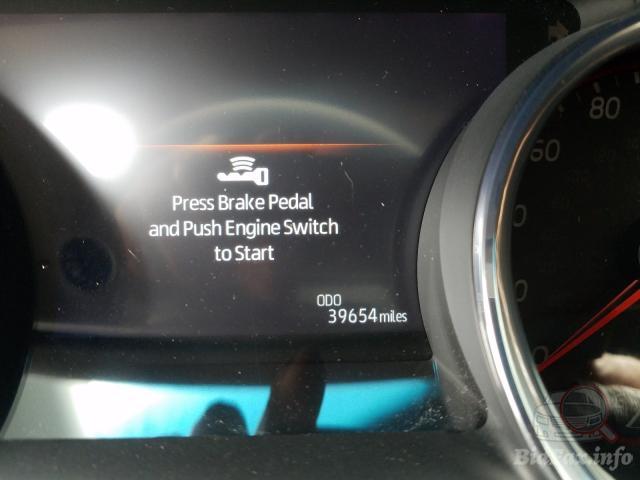 80
60
Press Brake Pedal
and Push Engine Switch
to Start
ODO
39654 miles
BidFax.info